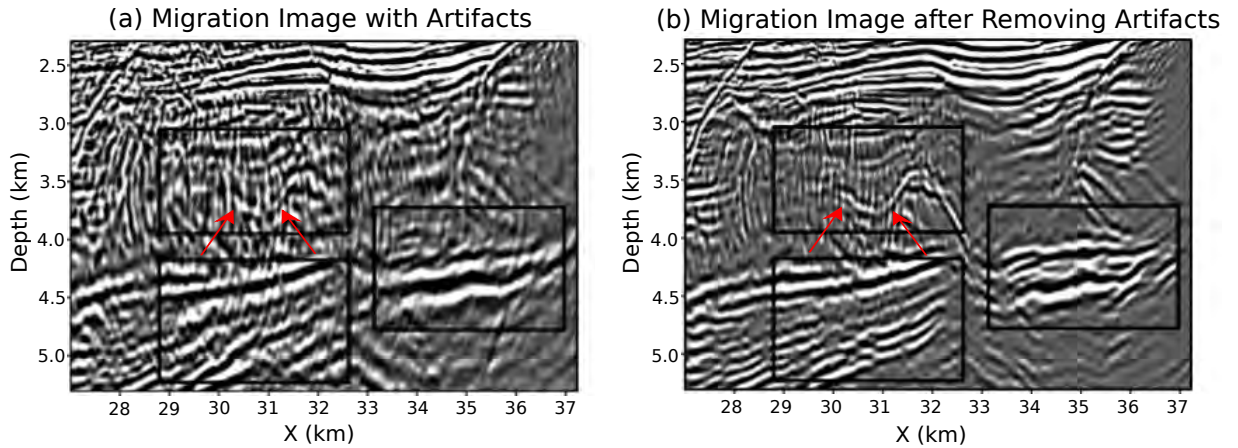 (a) Migration Image with Artifacts
(b) Migration Image after Removing Artifacts
Depth (km)
2.5
3.0
3.5
4.0
4.5
5.0
28 29 30 31 32 33 34 35 36 37
X (km)
Depth (km)
2.5
3.0
3.5
4.0
4.5
5.0
28 29 30 31 32 33 34 35 36 37
X (km)